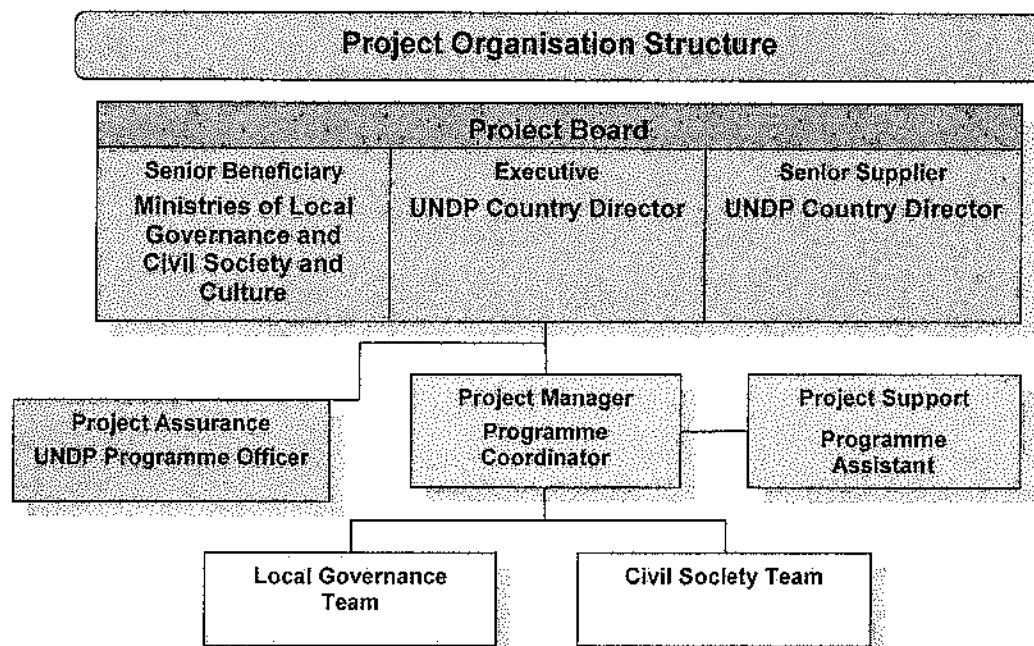 Project Organisation Structure
Project Board
Senior Beneficiary
Ministries of Local
Governance and
Civil Society and
Culture
Executive
UNDP Country Director
Senior Supplier
UNDP Country Director
Project Assurance
UNDP Programme Officer
Project Manager
Programme
Coordinator
Project Support
Programme
Assistant
Local Governance
Team
Civil Society Team